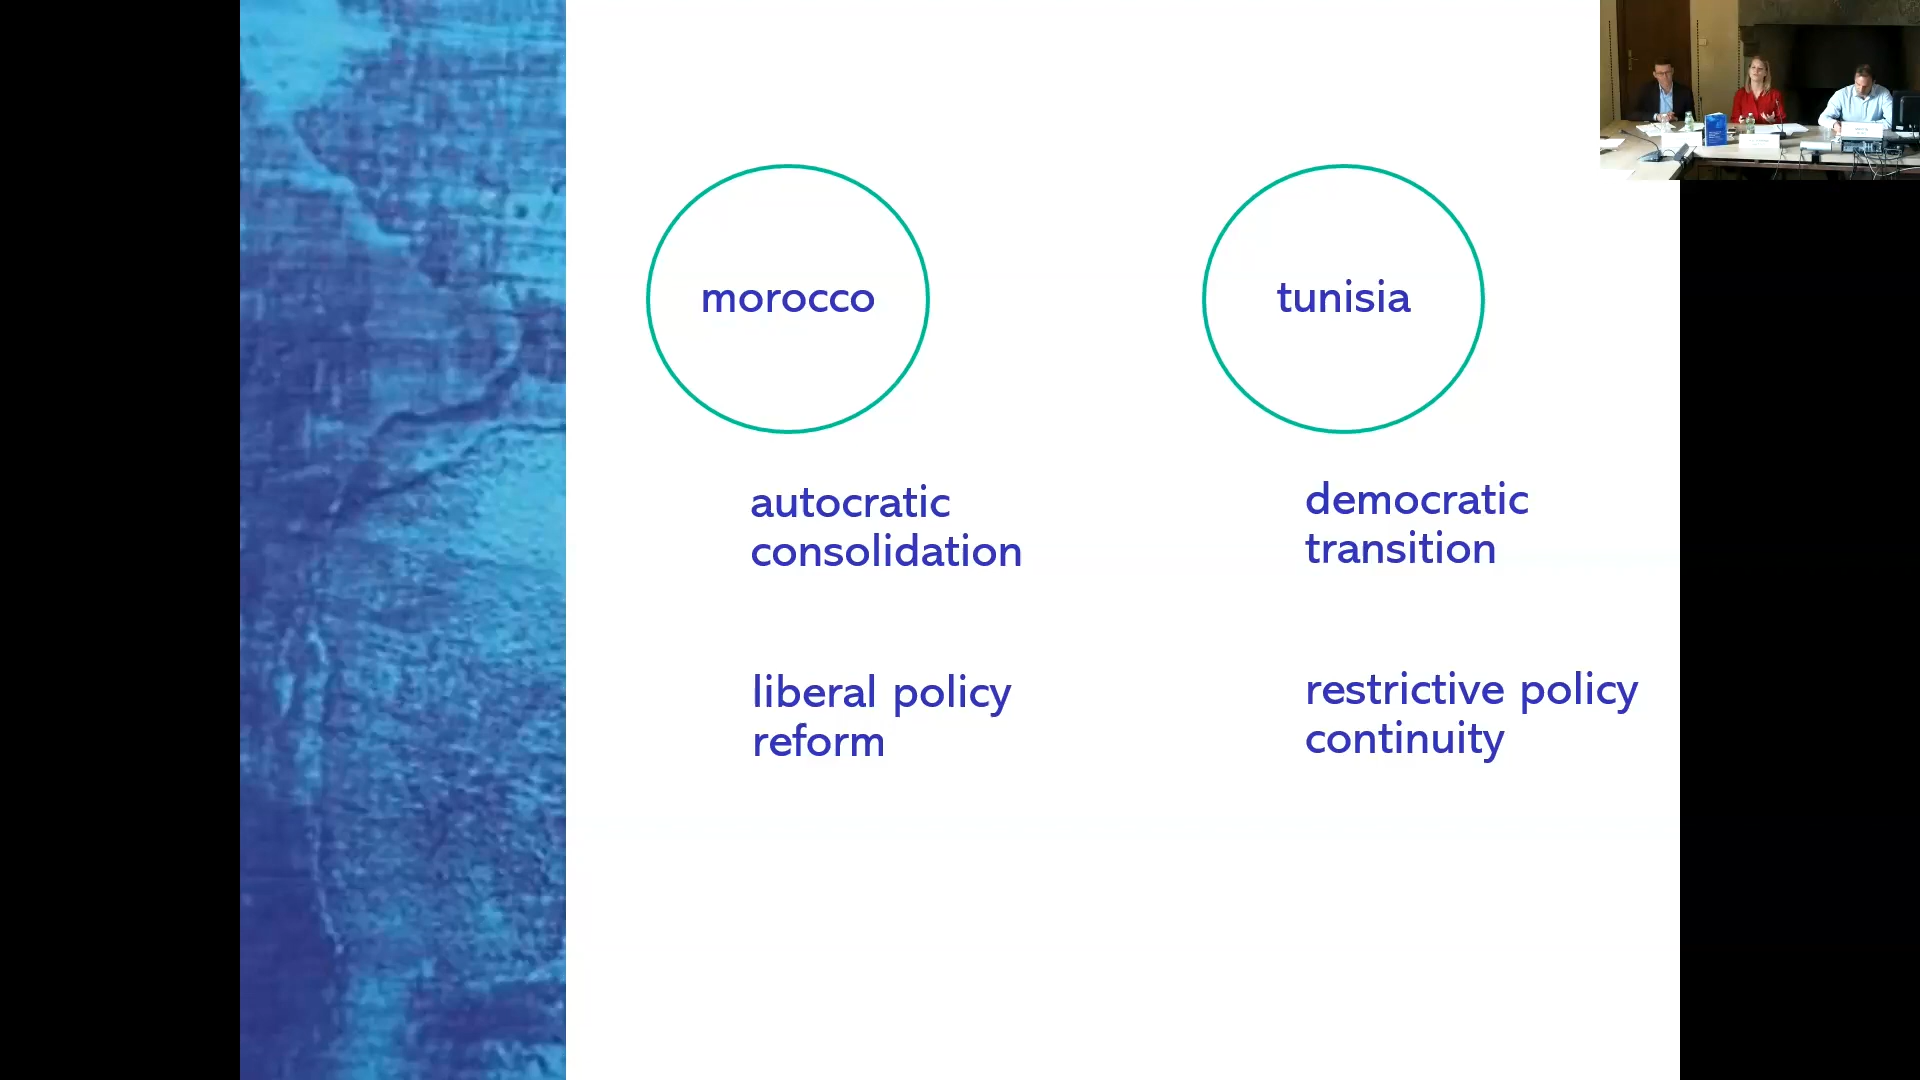 morocco
autocratic
consolidation
liberal policy
reform
tunisia
democratic
transition
restrictive policy
continuity